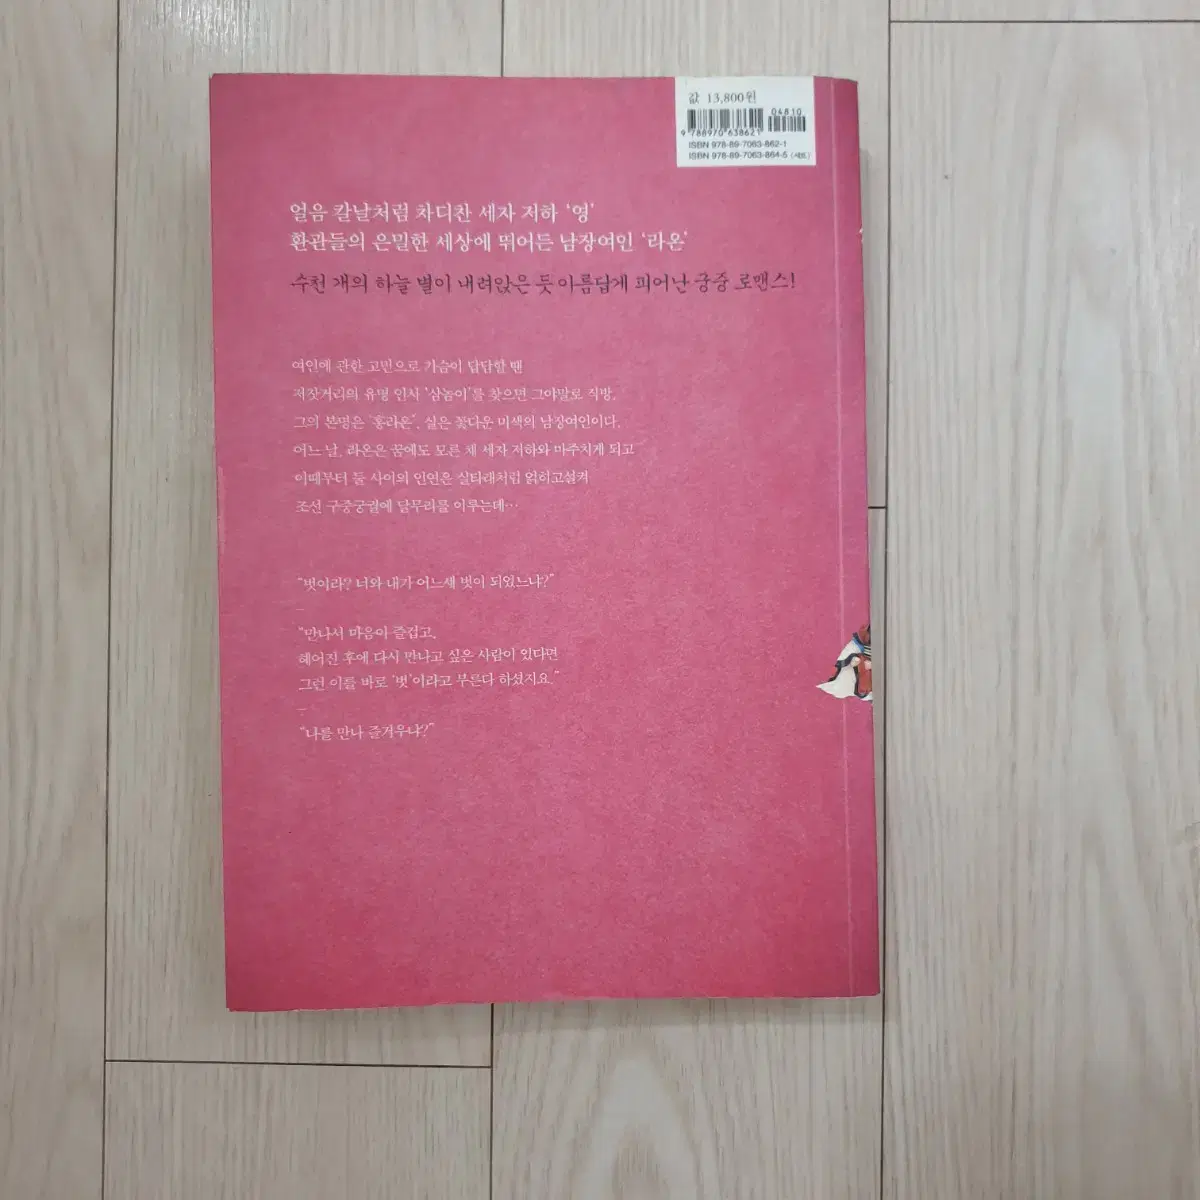 값 13,800원
04810
9 788970 638621
ISBN 978-89-7063-862-1
ISBN 978-89-7063-864-5 (세트)
얼음 칼날처럼 차디찬 세자 저하 ‘영’
환관들의 은밀한 세상에 뛰어든 남장여인 ‘라온’
수천 개의 하늘 별이 내려앉은 듯 아름답게 피어난 궁중 로맨스!
여인에 관한 고민으로 가슴이 답답할 땐
저잣거리의 유명 인사 ‘삼놈이’를 찾으면 그야말로 직방.
그의 본명은 ‘홍라온’, 실은 꽃다운 미색의 남장여인이다.
어느 날, 라온은 꿈에도 모른 채 세자 저하와 마주치게 되고
이때부터 둘 사이의 인연은 실타래처럼 얽히고설켜
조선 구중궁궐에 달무리를 이루는데…
“벗이라? 너와 내가 어느새 벗이 되었느냐?”
“만나서 마음이 즐겁고,
헤어진 후에 다시 만나고 싶은 사람이 있다면
그런 이를 바로 ‘벗’이라고 부른다 하셨지요.”
“나를 만나 즐거우냐?”